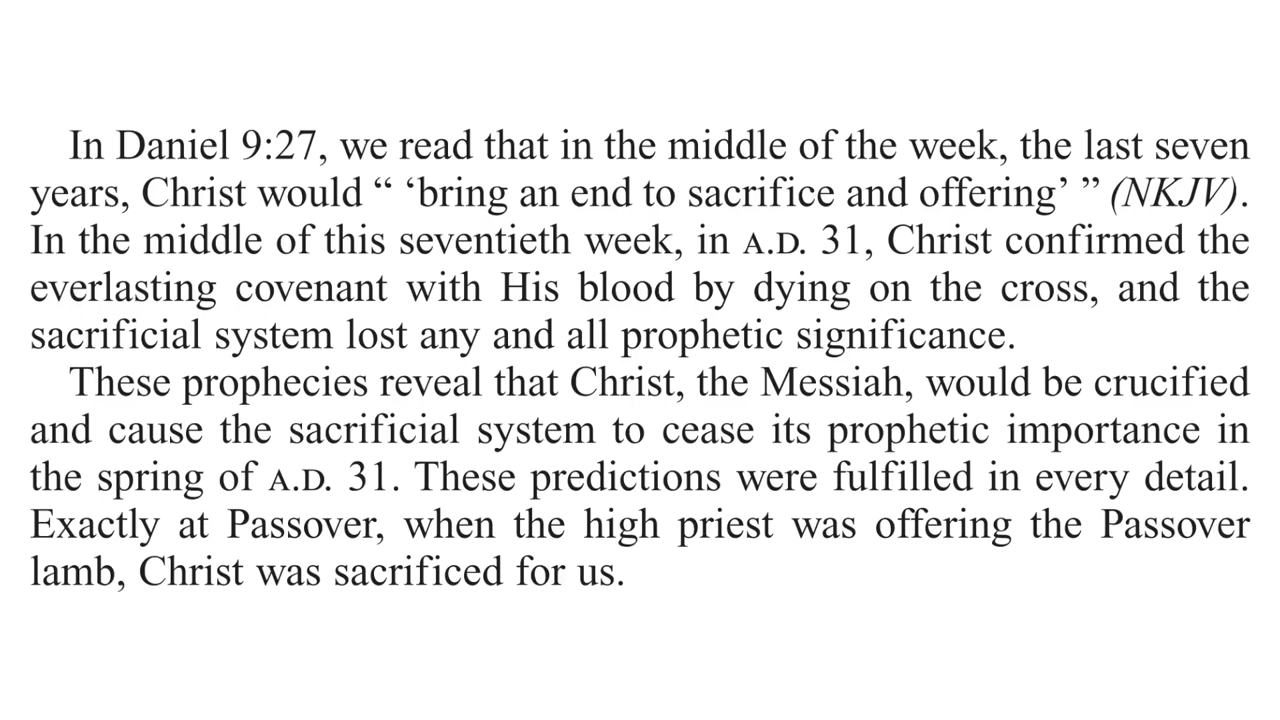 In Daniel 9:27, we read that in the middle of the week, the last seven
years, Christ would “ ‘bring an end to sacrifice and offering’ ” (NKJV).
In the middle of this seventieth week, in A.D. 31, Christ confirmed the
everlasting covenant with His blood by dying on the cross, and the
sacrificial system lost any and all prophetic significance.
These prophecies reveal that Christ, the Messiah, would be crucified
and cause the sacrificial system to cease its prophetic importance in
the spring of A.D. 31. These predictions were fulfilled in every detail.
Exactly at Passover, when the high priest was offering the Passover
lamb, Christ was sacrificed for us.